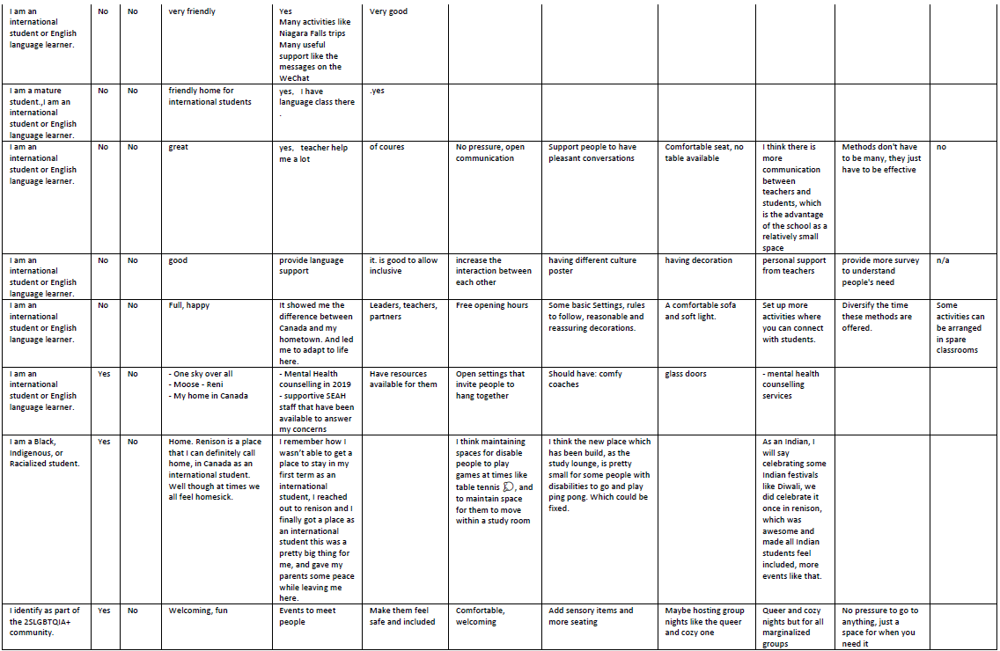 I am an
international
student or English
language learner.
No
No
very friendly
Yes
Many activities like
Niagara Falls trips
Many useful
support like the
messages on the
WeChat
Very good
I am a mature
student.,I am an
international
student or English
language learner.
No
No
friendly home for
international students
yes, I have
language class there
.
.yes
I am an
international
student or English
language learner.
No
No
great
yes, teacher help
me a lot
of coures
No pressure, open
communication
Support people to have
pleasant conversations
Comfortable seat, no
table available
I think there is
more
communication
between
teachers and
students, which
is the advantage
of the school as a
relatively small
space
Methods don't have
to be many, they just
have to be effective
no
I am an
international
student or English
language learner.
No
No
good
provide language
support
it. is good to allow
inclusive
increase the
interaction between
each other
having different culture
poster
having decoration
personal support
from teachers
provide more survey
to understand
people's need
n/a
I am an
international
student or English
language learner.
No
No
Full, happy
It showed me the
difference between
Canada and my
hometown. And led
me to adapt to life
here.
Leaders, teachers,
partners
Free opening hours
Some basic Settings, rules
to follow, reasonable and
reassuring decorations.
A comfortable sofa
and soft light.
Set up more
activities where
you can connect
with students.
Diversify the time
these methods are
offered.
Some
activities can
be arranged
in spare
classrooms
I am an
international
student or English
language learner.
Yes
No
- One sky over all
- Moose - Reni
- My home in Canada
- Mental Health
counselling in 2019
- supportive SEAH
staff that have been
available to answer
my concerns
Have resources
available for them
Open settings that
invite people to
hang together
Should have: comfy
coaches
glass doors
- mental health
counselling
services
I am a Black,
Indigenous, or
Racialized student.
Yes
No
Home. Renison is a place
that I can definitely call
home, in Canada as an
international student.
Well though at times we
all feel homesick.
I remember how I
wasn't able to get a
place to stay in my
first term as an
international
student, I reached
out to renison and I
finally got a place as
an international
student this was a
pretty big thing for
me, and gave my
parents some peace
while leaving me
here.
I think maintaining
spaces for disable
people to play
games at times like
table tennis 🏓, and
to maintain space
for them to move
within a study room
I think the new place which
has been build, as the
study lounge, is pretty
small for some people with
disabilities to go and play
ping pong. Which could be
fixed.
As an Indian, I
will say
celebrating some
Indian festivals
like Diwali, we
did celebrate it
once in renison,
which was
awesome and
made all Indian
students feel
included, more
events like that.
I identify as part of
the 2SLGBTQIA+
community.
Yes
No
Welcoming, fun
Events to meet
people
Make them feel
safe and included
Comfortable,
welcoming
Add sensory items and
more seating
Maybe hosting group
nights like the queer
and cozy one
Queer and cozy
nights but for all
marginalized
groups
No pressure to go to
anything, just a
space for when you
need it